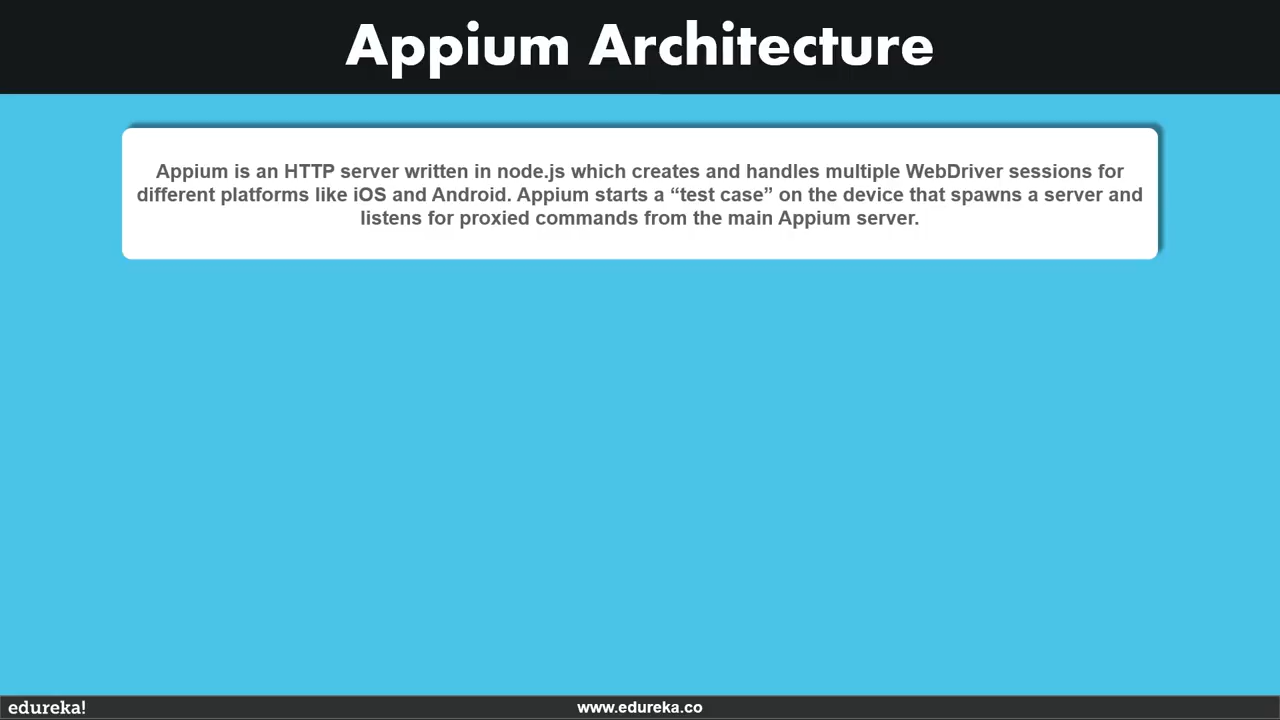 Appium Architecture
Appium is an HTTP server written in node.js which creates and handles multiple WebDriver sessions for
different platforms like iOS and Android. Appium starts a “test case” on the device that spawns a server and
listens for proxied commands from the main Appium server.
edureka!
www.edureka.co